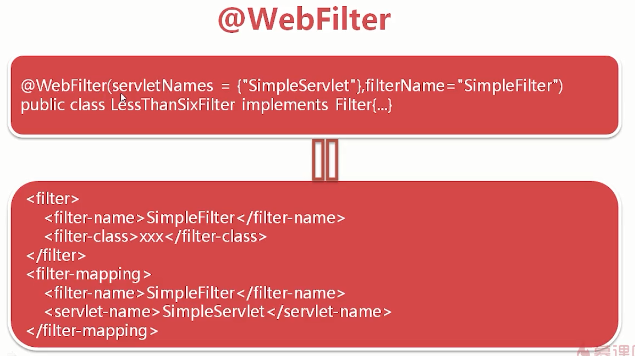 @WebFilter
@WebFilter(servletNames = {"SimpleServlet"},filterName="SimpleFilter")
public class LessThanSixFilter implements Filter{...}
<filter>
<filter-name>SimpleFilter</filter-name>
<filter-class>xxx</filter-class>
</filter>
<filter-mapping>
<filter-name>SimpleFilter</filter-name>
<servlet-name>SimpleServlet</servlet-name>
</filter-mapping>